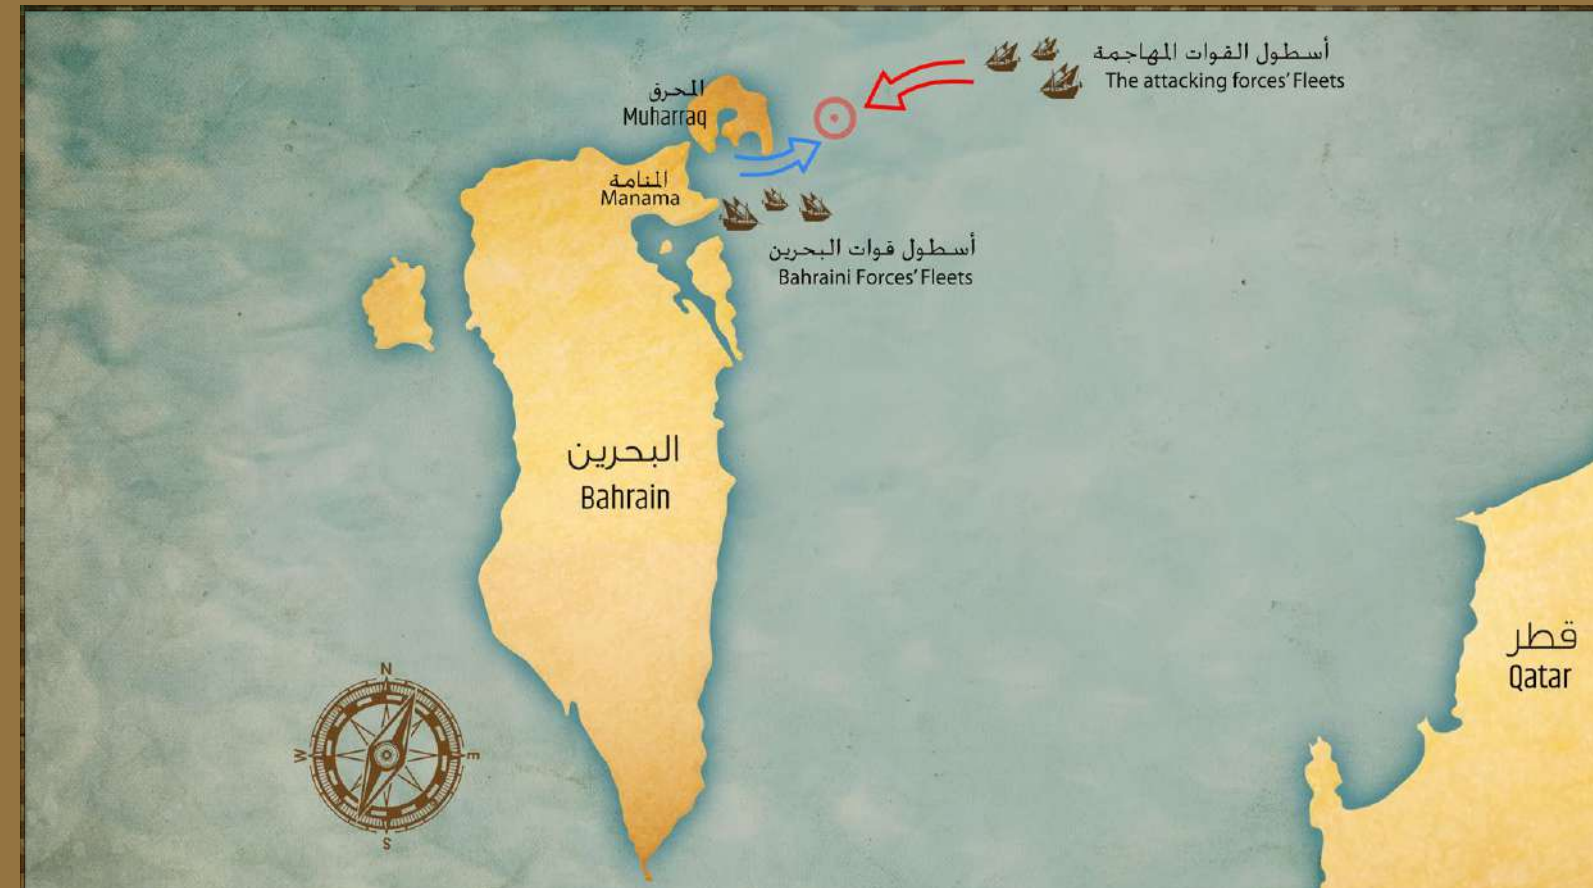 أسطول القوات المهاجمة
The attacking forces' Fleets
المحرق
Muharraq
المنامة
Manama
أسطول قوات البحرين
Bahraini Forces' Fleets
البحرين
Bahrain
قطر
Qatar
N
W
E
S